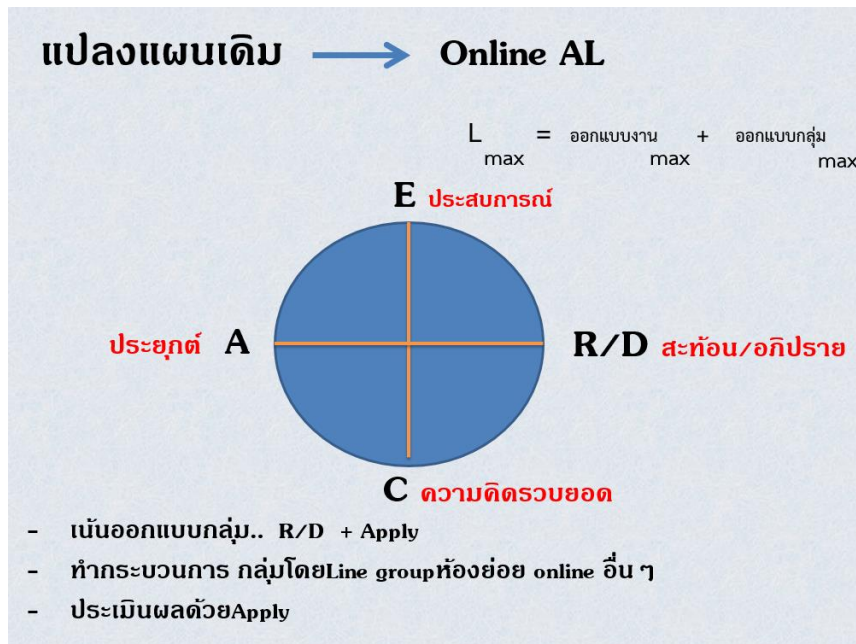 แปลงแผนเดิม Online AL
L max = ออกแบบงาน max + ออกแบบกลุ่ม max
E ประสบการณ์
ประยุกต์ A R/D สะท้อน/อภิปราย
C ความคิดรวบยอด
- เน้นออกแบบกลุ่ม.. R/D + Apply
- ทำกระบวนการ กลุ่มโดยLine groupห้องย่อย online อื่น ๆ
- ประเมินผลด้วยApply